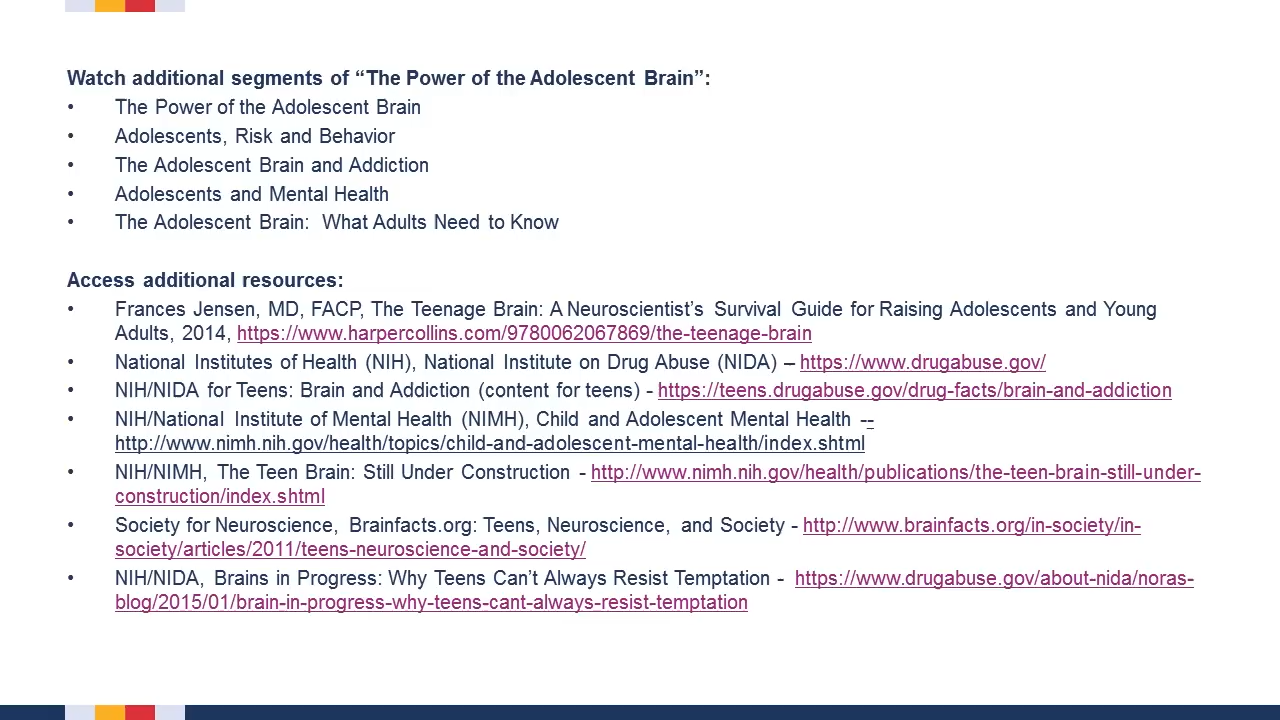 Watch additional segments of “The Power of the Adolescent Brain”:
• The Power of the Adolescent Brain
• Adolescents, Risk and Behavior
• The Adolescent Brain and Addiction
• Adolescents and Mental Health
• The Adolescent Brain: What Adults Need to Know
Access additional resources:
• Frances Jensen, MD, FACP, The Teenage Brain: A Neuroscientist’s Survival Guide for Raising Adolescents and Young
Adults, 2014, https://www.harpercollins.com/9780062067869/the-teenage-brain
• National Institutes of Health (NIH), National Institute on Drug Abuse (NIDA) – https://www.drugabuse.gov/
• NIH/NIDA for Teens: Brain and Addiction (content for teens) - https://teens.drugabuse.gov/drug-facts/brain-and-addiction
• NIH/National Institute of Mental Health (NIMH), Child and Adolescent Mental Health --
http://www.nimh.nih.gov/health/topics/child-and-adolescent-mental-health/index.shtml
• NIH/NIMH, The Teen Brain: Still Under Construction - http://www.nimh.nih.gov/health/publications/the-teen-brain-still-under-
construction/index.shtml
• Society for Neuroscience, Brainfacts.org: Teens, Neuroscience, and Society - http://www.brainfacts.org/in-society/in-
society/articles/2011/teens-neuroscience-and-society/
• NIH/NIDA, Brains in Progress: Why Teens Can’t Always Resist Temptation - https://www.drugabuse.gov/about-nida/noras-
blog/2015/01/brain-in-progress-why-teens-cant-always-resist-temptation